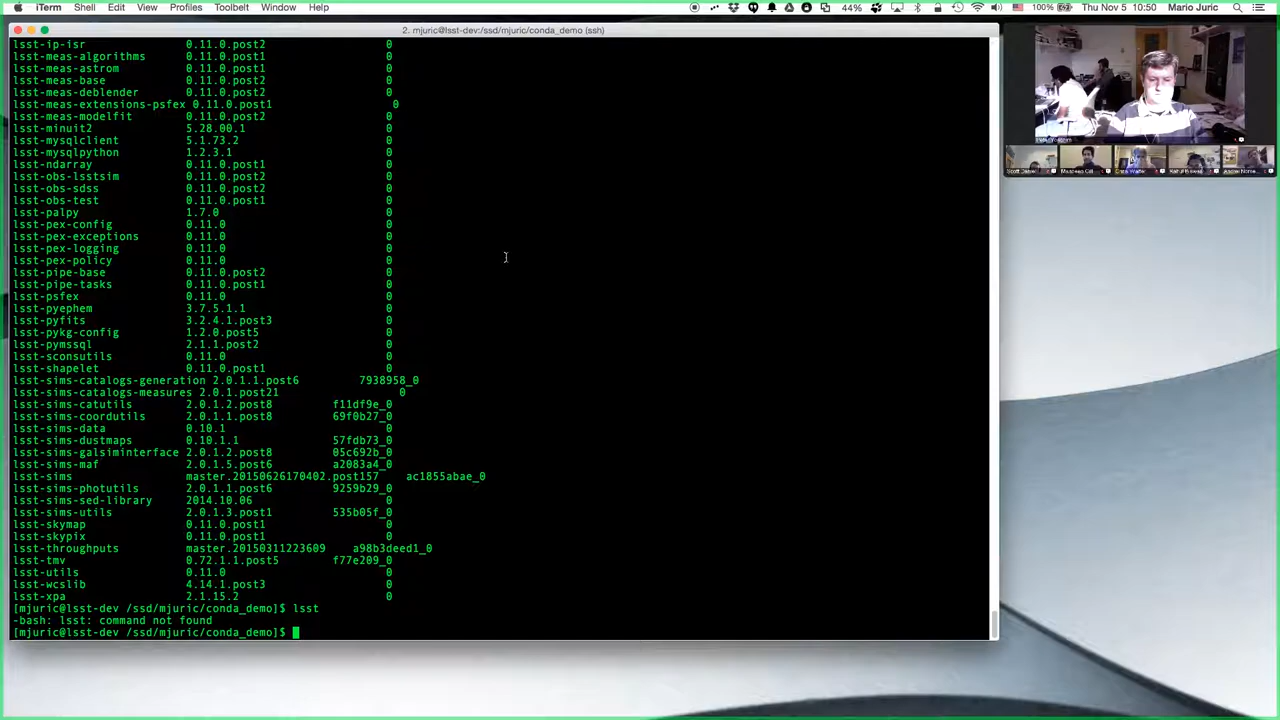 iTerm Shell Edit View Profiles Toolbelt Window Help 44% 100% Thu Nov 5 10:50 Mario Juric
2. mjuric@lsst-dev:/ssd/mjuric/conda_demo (ssh)
lsst-ip-isr 0.11.0.post2 0
lsst-meas-algorithms 0.11.0.post1 0
lsst-meas-astrom 0.11.0.post2 0
lsst-meas-base 0.11.0.post2 0
lsst-meas-deblender 0.11.0.post2 0
lsst-meas-extensions-psfex 0.11.0.post1 0
lsst-meas-modelfit 0.11.0.post2 0
lsst-minuit2 5.28.00.1 0
lsst-mysqlclient 5.1.73.2 0
lsst-mysqlpython 1.2.3.1 0
lsst-ndarray 0.11.0.post1 0
lsst-obs-lsstsim 0.11.0.post2 0
lsst-obs-sdss 0.11.0.post2 0
lsst-obs-test 0.11.0.post1 0
lsst-palpy 1.7.0 0
lsst-pex-config 0.11.0 0
lsst-pex-exceptions 0.11.0 0
lsst-pex-logging 0.11.0 0
lsst-pex-policy 0.11.0 0
lsst-pipe-base 0.11.0.post2 0
lsst-pipe-tasks 0.11.0.post1 0
lsst-psfex 0.11.0 0
lsst-pyephem 3.7.5.1.1 0
lsst-pyfits 3.2.4.1.post3 0
lsst-pykg-config 1.2.0.post5 0
lsst-pymssql 2.1.1.post2 0
lsst-sconsutils 0.11.0 0
lsst-shapelet 0.11.0.post1 0
lsst-sims-catalogs-generation 2.0.1.1.post6 7938958_0
lsst-sims-catalogs-measures 2.0.1.post21 0
lsst-sims-catutils 2.0.1.2.post8 f11df9e_0
lsst-sims-coordutils 2.0.1.1.post8 69f0b27_0
lsst-sims-data 0.10.1 0
lsst-sims-dustmaps 0.10.1.1 57fdb73_0
lsst-sims-galsiminterface 2.0.1.2.post8 05c692b_0
lsst-sims-maf 2.0.1.5.post6 a2083a4_0
lsst-sims master.20150626170402.post157 ac1855abae_0
lsst-sims-photutils 2.0.1.1.post6 9259b29_0
lsst-sims-sed-library 2014.10.06 0
lsst-sims-utils 2.0.1.3.post1 535b05f_0
lsst-skymap 0.11.0.post1 0
lsst-skypix 0.11.0.post1 0
lsst-throughputs master.20150311223609 a98b3deed1_0
lsst-tmv 0.72.1.1.post5 f77e209_0
lsst-utils 0.11.0 0
lsst-wcslib 4.14.1.post3 0
lsst-xpa 2.1.15.2 0
[mjuric@lsst-dev /ssd/mjuric/conda_demo]$ lsst
-bash: lsst: command not found
[mjuric@lsst-dev /ssd/mjuric/conda_demo]$